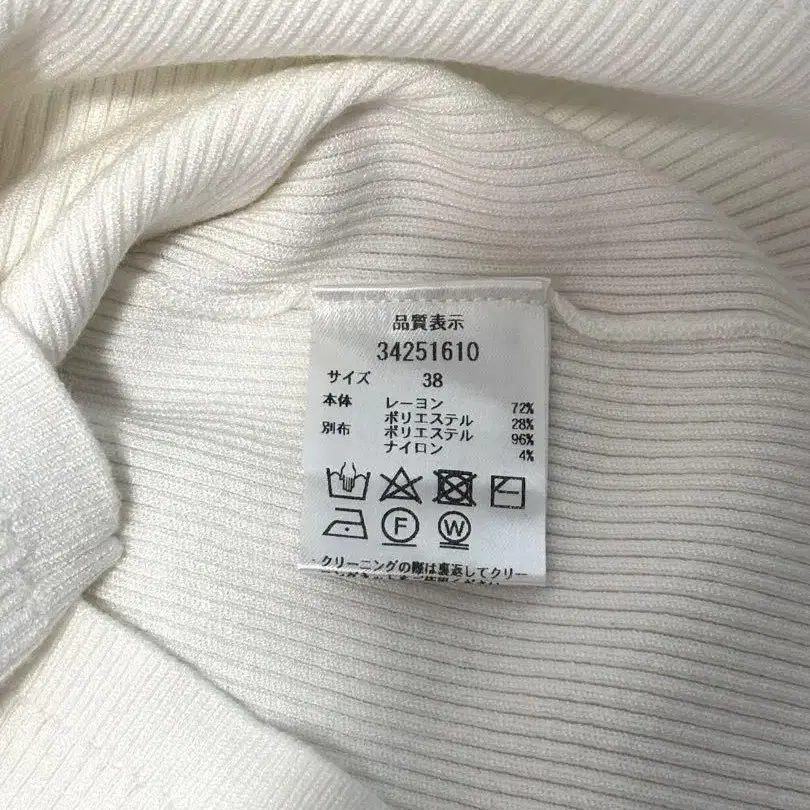 品質表示
34251610
サイズ 38
本体 レーヨン 72%
ポリエステル 28%
別布 ポリエステル 96%
ナイロン 4%
F W
クリーニングの際は裏返してクリー